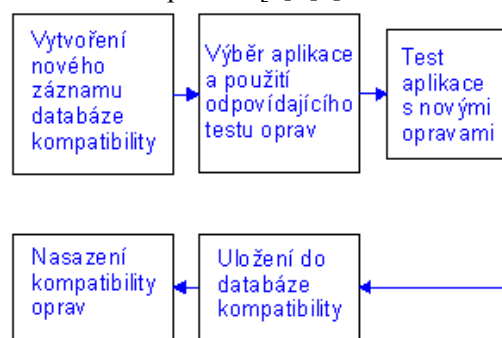 Vytvoření
nového
záznamu
databáze
kompatibility
Výběr aplikace
a použití
odpovídajícího
testu oprav
Test
aplikace
s novými
opravami
Nasazení
kompatibility
oprav
Uložení do
databáze
kompatibility